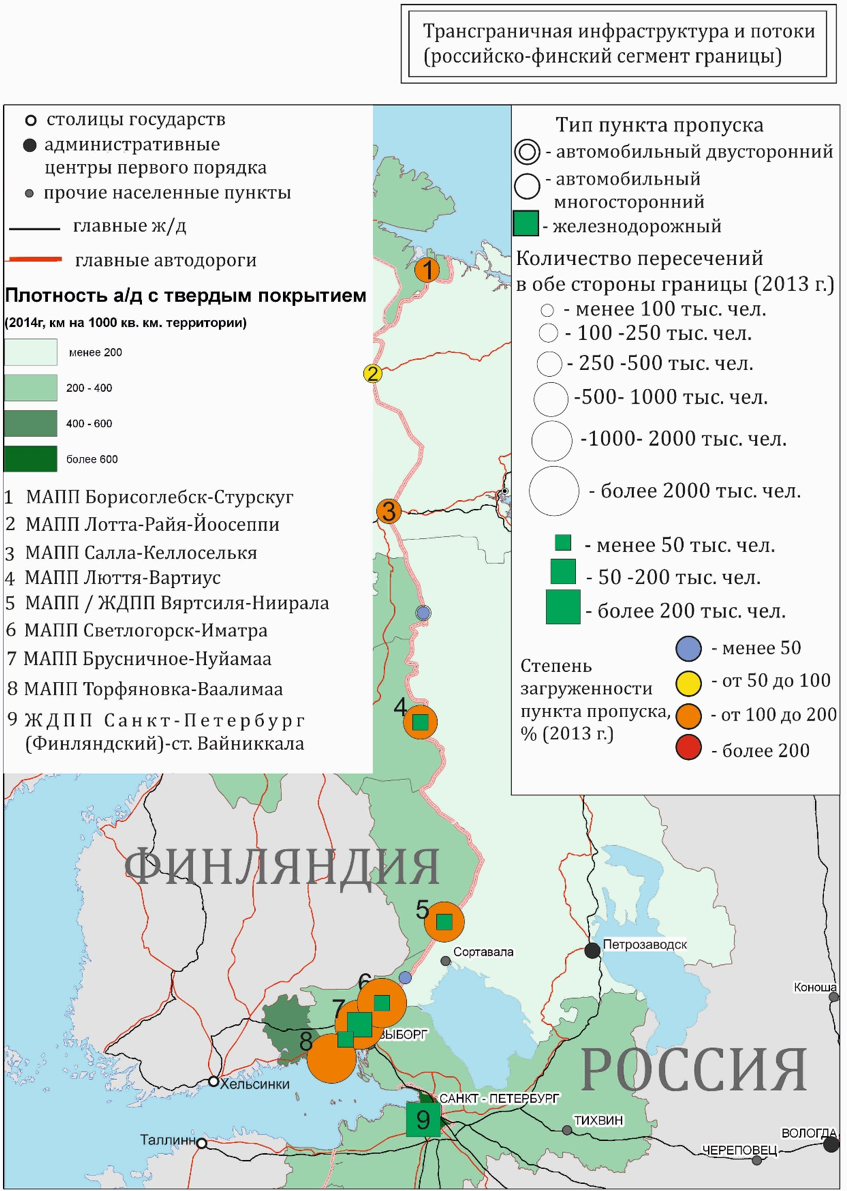 Трансграничная инфраструктура и потоки
(российско-финский сегмент границы)
столицы государств
административные
центры первого порядка
прочие населенные пункты
главные ж/д
главные автодороги
Плотность а/д с твердым покрытием
(2014г, км на 1000 кв. км. территории)
менее 200
200 - 400
400 - 600
более 600
1 МАПП Борисоглебск-Стурскуг
2 МАПП Лотта-Райя-Йоосеппи
3 МАПП Салла-Келлоселькя
4 МАПП Люття-Вартиус
5 МАПП / ЖДПП Вяртсиля-Ниирала
6 МАПП Светлогорск-Иматра
7 МАПП Брусничное-Нуйамаа
8 МАПП Торфяновка-Ваалимаа
9 ЖДПП Санкт-Петербург
(Финляндский)-ст. Вайниккала
Тип пункта пропуска
- автомобильный двусторонний
- автомобильный
многосторонний
- железнодорожный
Количество пересечений
в обе стороны границы (2013 г.)
- менее 100 тыс. чел.
- 100 -250 тыс. чел.
- 250 -500 тыс. чел.
-500- 1000 тыс. чел.
-1000- 2000 тыс. чел.
- более 2000 тыс. чел.
- менее 50 тыс. чел.
- 50 -200 тыс. чел.
- более 200 тыс. чел.
Степень
загруженности
пункта пропуска,
% (2013 г.)
- менее 50
- от 50 до 100
- от 100 до 200
- более 200
1
2
3
4
ФИНЛЯНДИЯ
5
Петрозаводск
Сортавала
6
Коноша
7
ВЫБОРГ
8
РОССИЯ
Хельсинки
САНКТ - ПЕТЕРБУРГ
9
ТИХВИН
Таллинн
ВОЛОГДА
ЧЕРЕПОВЕЦ